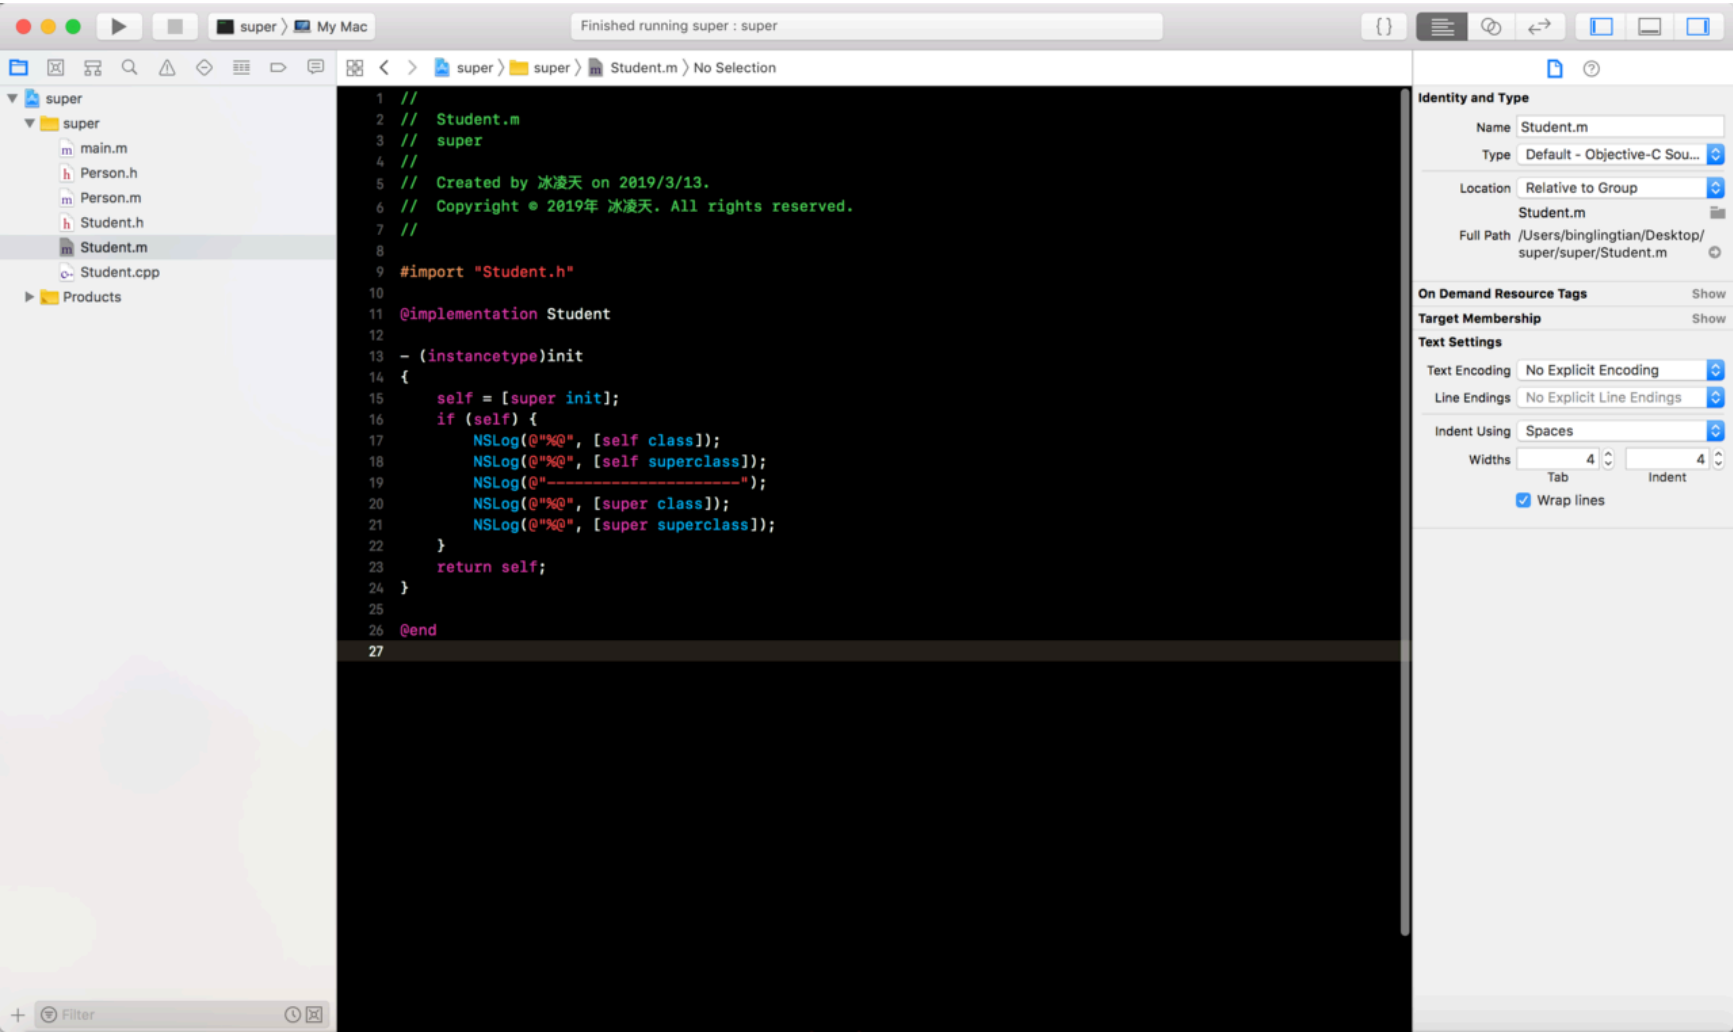 super 〉 My Mac
Finished running super : super
{ }
super 〉 super 〉 Student.m 〉 No Selection
super
super
main.m
Person.h
Person.m
Student.h
Student.m
Student.cpp
Products
Filter
1 //
2 //  Student.m
3 //  super
4 //
5 //  Created by 冰凌天 on 2019/3/13.
6 //  Copyright © 2019年 冰凌天. All rights reserved.
7 //
8
9 #import "Student.h"
10
11 @implementation Student
12
13 - (instancetype)init
14 {
15     self = [super init];
16     if (self) {
17         NSLog(@"%@", [self class]);
18         NSLog(@"%@", [self superclass]);
19         NSLog(@"---------------------");
20         NSLog(@"%@", [super class]);
21         NSLog(@"%@", [super superclass]);
22     }
23     return self;
24 }
25
26 @end
27
Identity and Type
Name Student.m
Type Default - Objective-C Sou...
Location Relative to Group
Student.m
Full Path /Users/binglingtian/Desktop/
super/super/Student.m
On Demand Resource Tags Show
Target Membership Show
Text Settings
Text Encoding No Explicit Encoding
Line Endings No Explicit Line Endings
Indent Using Spaces
Widths 4 4
Tab Indent
Wrap lines